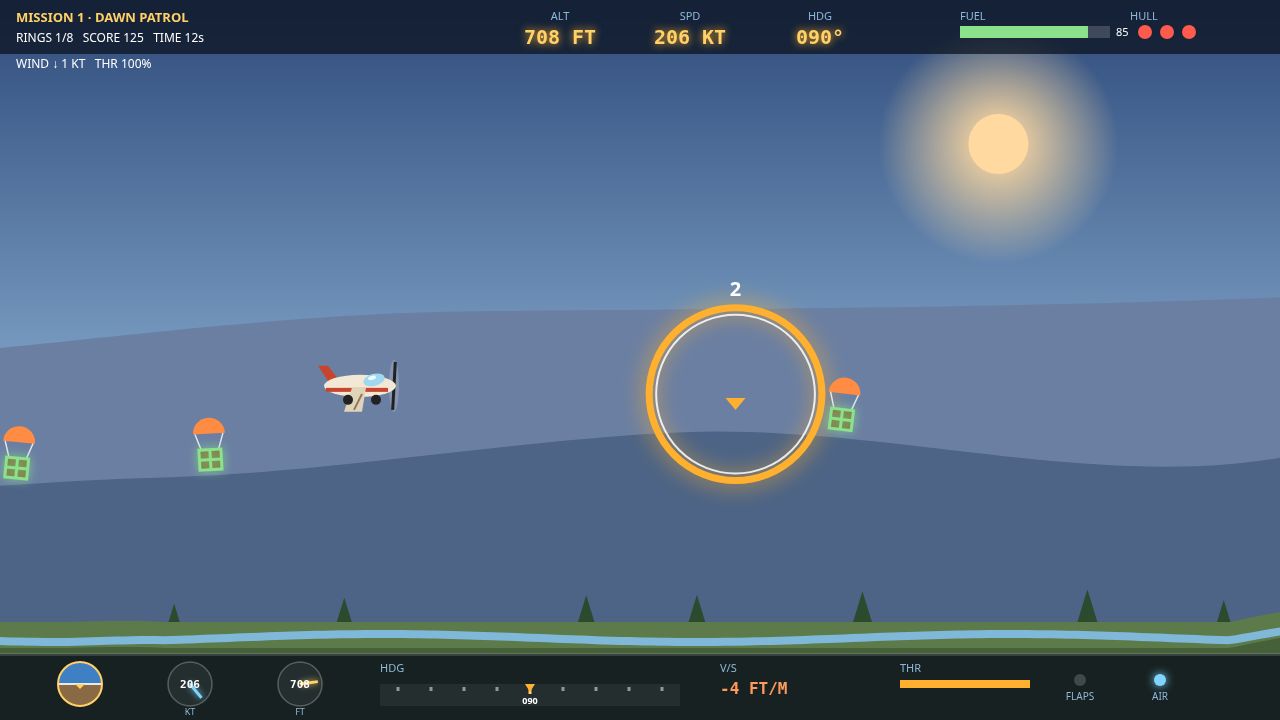 MISSION 1 · DAWN PATROL
RINGS 1/8 SCORE 125 TIME 12s
WIND ↓ 1 KT THR 100%
ALT
708 FT
SPD
206 KT
HDG
090°
FUEL
85
HULL
2
206
KT
708
FT
HDG
090
V/S
-4 FT/M
THR
FLAPS
AIR